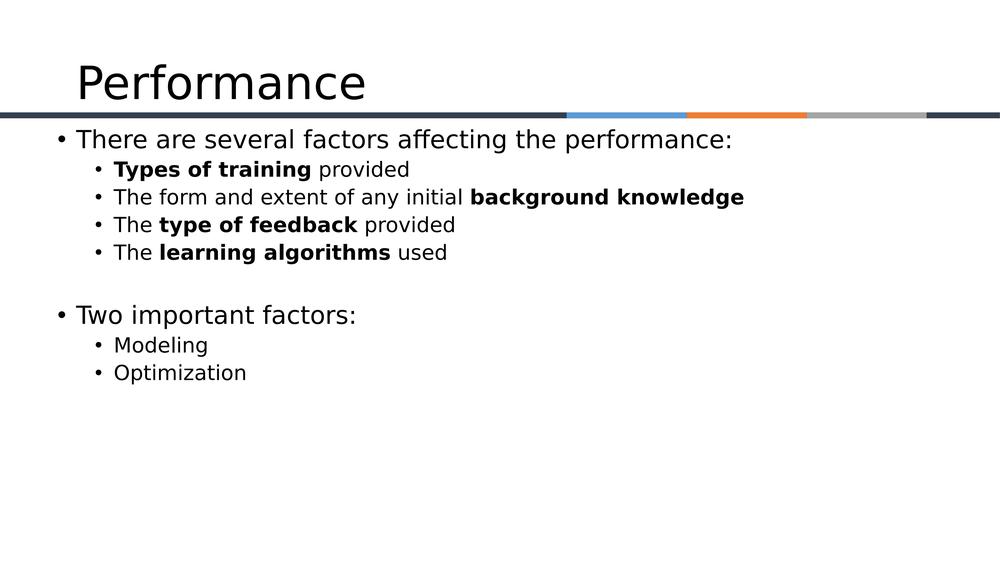 Performance
• There are several factors affecting the performance:
• Types of training provided
• The form and extent of any initial background knowledge
• The type of feedback provided
• The learning algorithms used
• Two important factors:
• Modeling
• Optimization